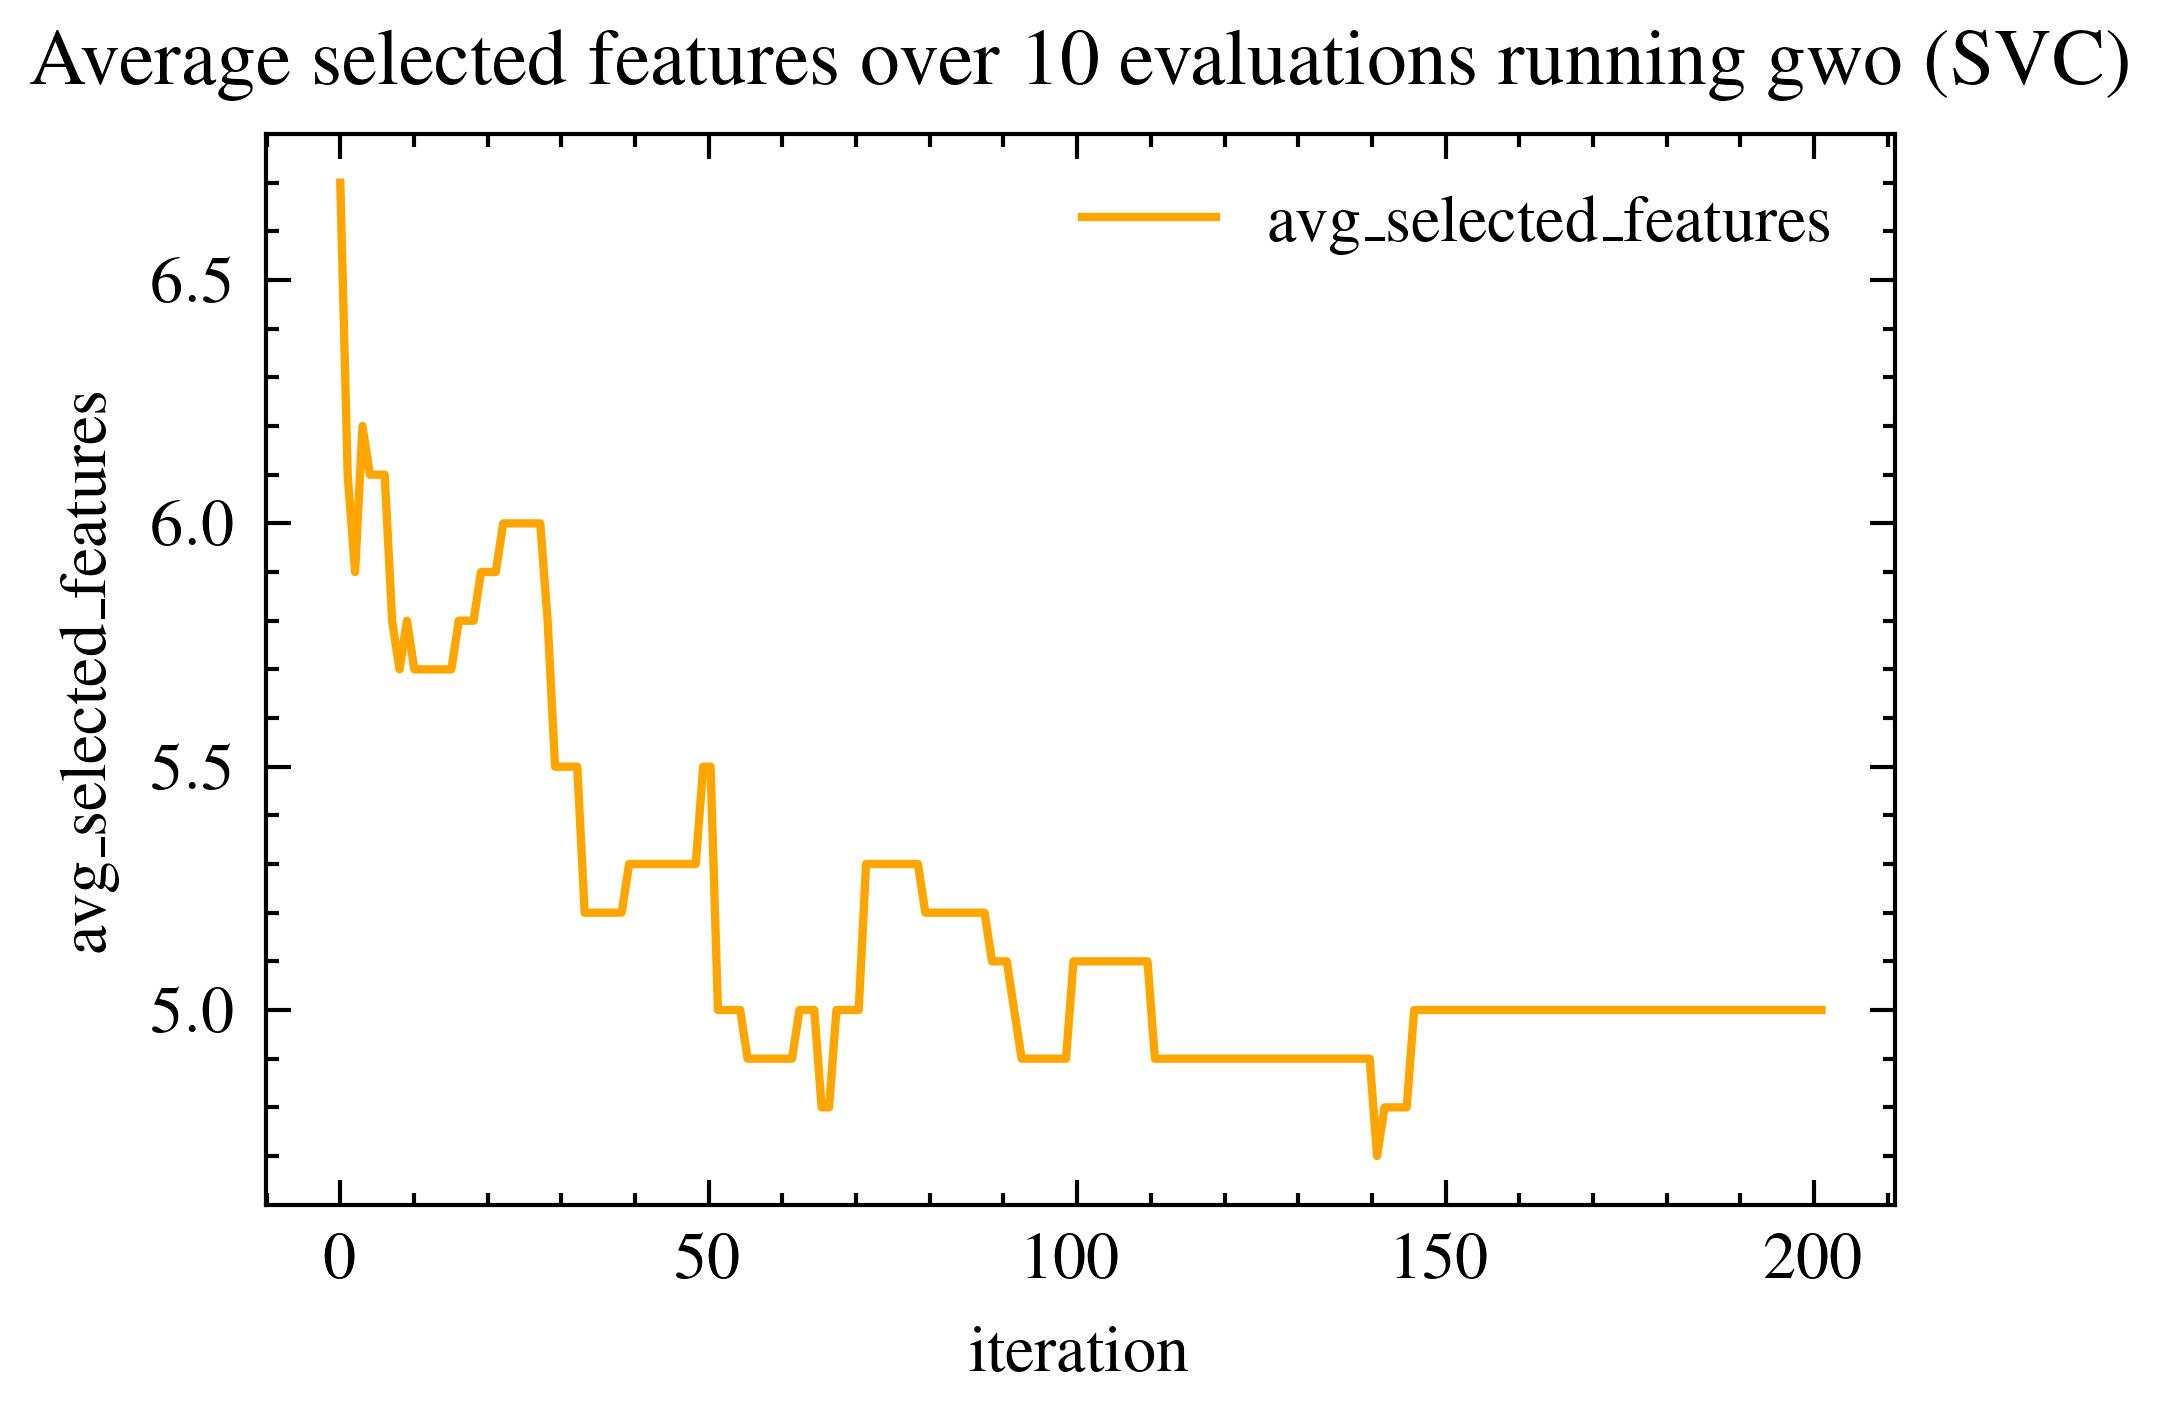 Average selected features over 10 evaluations running gwo (SVC)
avg_selected_features
6.5
6.0
5.5
5.0
avg_selected_features
0 50 100 150 200
iteration